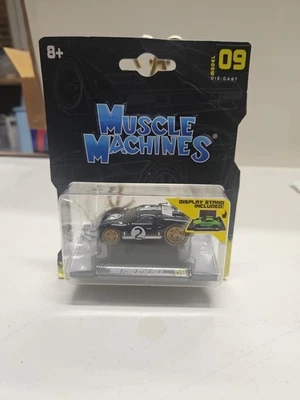 8+
MODEL
09
DIE-CAST
MUSCLE
MACHINES®
DISPLAY STAND
INCLUDED!
2